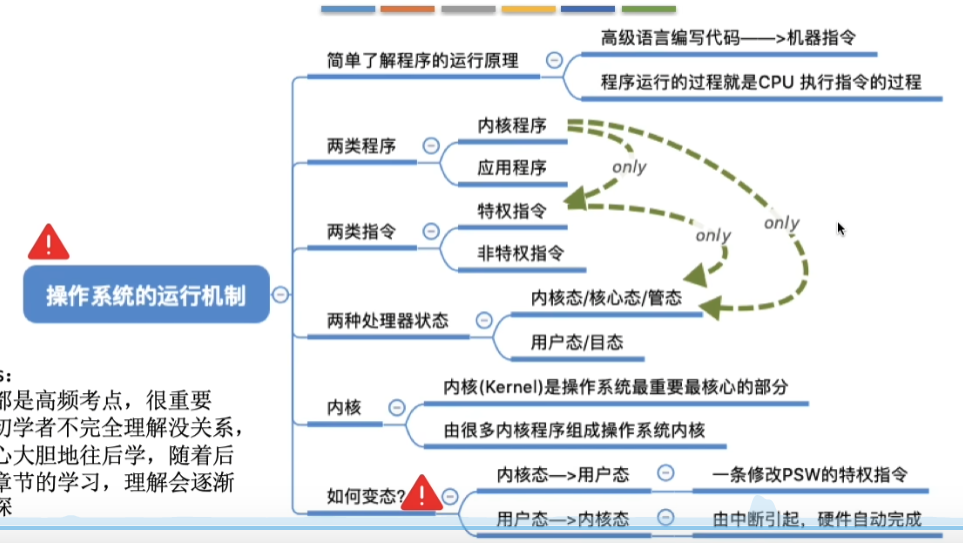 简单了解程序的运行原理
高级语言编写代码——>机器指令
程序运行的过程就是CPU 执行指令的过程
两类程序
内核程序
应用程序
only
两类指令
特权指令
非特权指令
only
only
操作系统的运行机制
两种处理器状态
内核态/核心态/管态
用户态/目态
内核
内核(Kernel)是操作系统最重要最核心的部分
由很多内核程序组成操作系统内核
如何变态?
内核态—>用户态
一条修改PSW的特权指令
用户态—>内核态
由中断引起，硬件自动完成
s：
都是高频考点，很重要
初学者不完全理解没关系，
心大胆地往后学，随着后
章节的学习，理解会逐渐
深